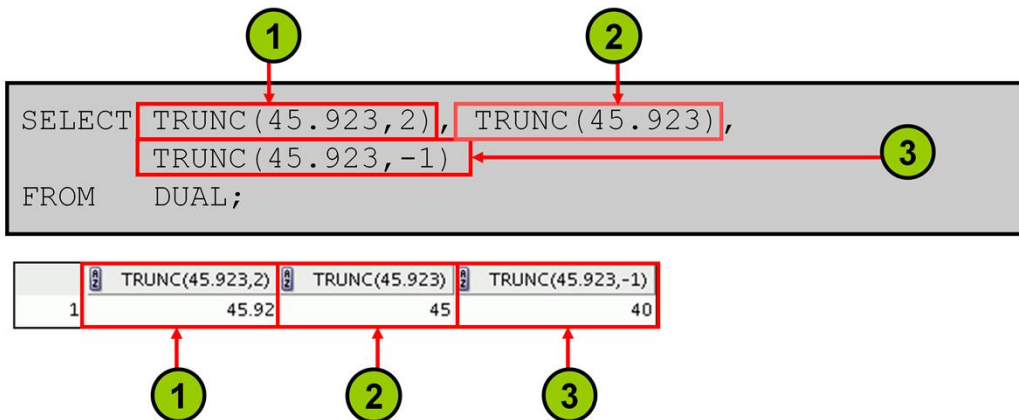 1 2
SELECT TRUNC(45.923,2), TRUNC(45.923),
TRUNC(45.923,-1) 3
FROM DUAL;
TRUNC(45.923,2) TRUNC(45.923) TRUNC(45.923,-1)
1 45.92 45 40
1 2 3